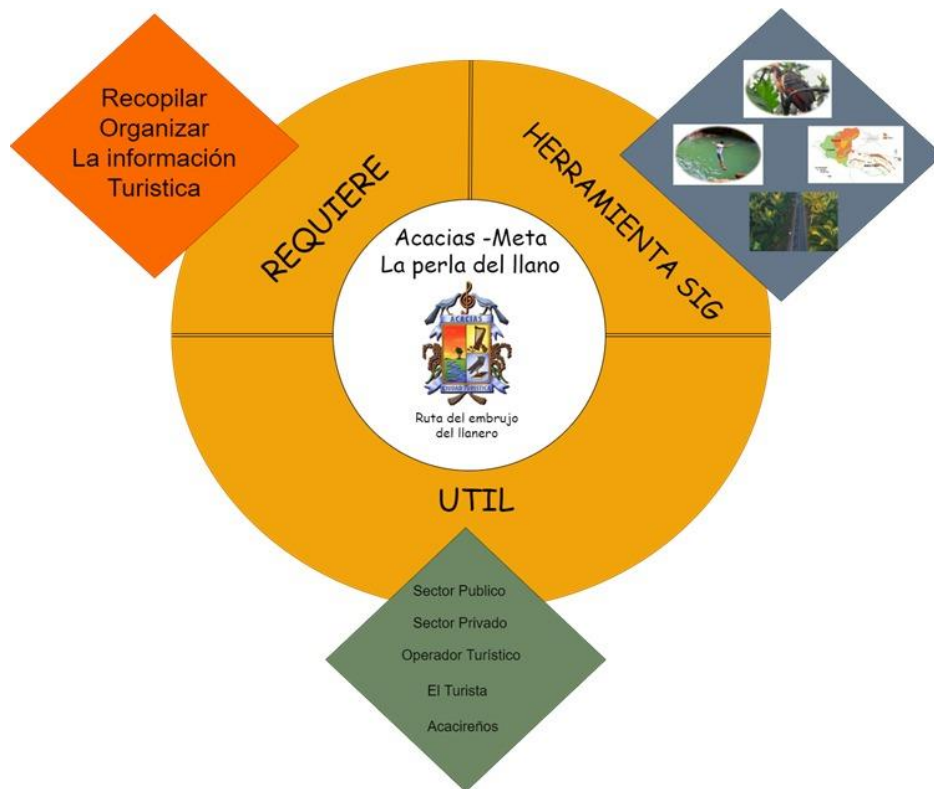 Recopilar
Organizar
La información
Turistica
REQUIERE
HERRAMIENTA SIG
Acacias -Meta
La perla del llano
ACACIAS
Ruta del embrujo
del llanero
UTIL
Sector Publico
Sector Privado
Operador Turístico
El Turista
Acacireños